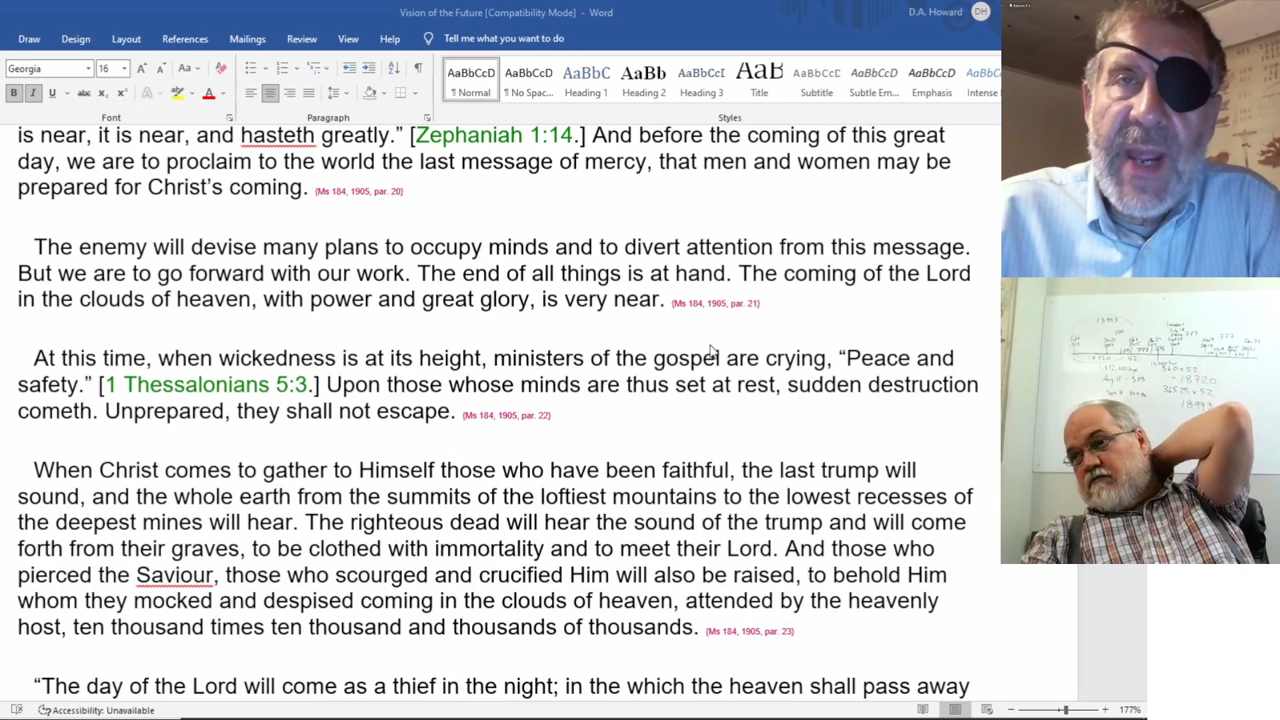 Vision of the Future [Compatibility Mode] - Word
D.A. Howard
DH
Draw Design Layout References Mailings Review View Help Tell me what you want to do
Georgia 16 Aa
AaBbCcD AaBbCcD AaBbC AaBb AaBbCcI AaB AaBbCcD AaBbCcD AaBbCcD AaBbCcD
B I U abc x₂ x² A A
¶ Normal ¶ No Spac... Heading 1 Heading 2 Heading 3 Title Subtitle Subtle Em... Emphasis Intense
Font Paragraph Styles
is near, it is near, and hasteth greatly.” [Zephaniah 1:14.] And before the coming of this great
day, we are to proclaim to the world the last message of mercy, that men and women may be
prepared for Christ’s coming. {Ms 184, 1905, par. 20}
The enemy will devise many plans to occupy minds and to divert attention from this message.
But we are to go forward with our work. The end of all things is at hand. The coming of the Lord
in the clouds of heaven, with power and great glory, is very near. {Ms 184, 1905, par. 21}
At this time, when wickedness is at its height, ministers of the gospel are crying, “Peace and
safety.” [1 Thessalonians 5:3.] Upon those whose minds are thus set at rest, sudden destruction
cometh. Unprepared, they shall not escape. {Ms 184, 1905, par. 22}
When Christ comes to gather to Himself those who have been faithful, the last trump will
sound, and the whole earth from the summits of the loftiest mountains to the lowest recesses of
the deepest mines will hear. The righteous dead will hear the sound of the trump and will come
forth from their graves, to be clothed with immortality and to meet their Lord. And those who
pierced the Saviour, those who scourged and crucified Him will also be raised, to behold Him
whom they mocked and despised coming in the clouds of heaven, attended by the heavenly
host, ten thousand times ten thousand and thousands of thousands. {Ms 184, 1905, par. 23}
“The day of the Lord will come as a thief in the night; in the which the heaven shall pass away
Accessibility: Unavailable
177%
18993
360 x 52
18720